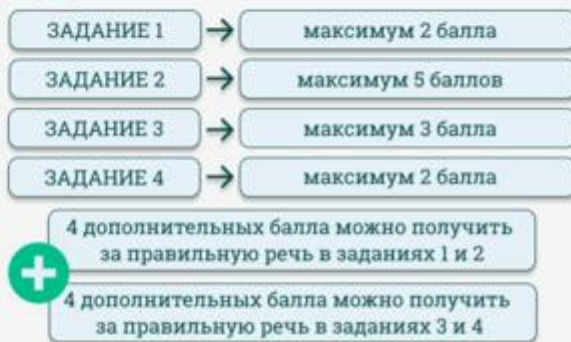 ЗАДАНИЕ 1 → максимум 2 балла
ЗАДАНИЕ 2 → максимум 5 баллов
ЗАДАНИЕ 3 → максимум 3 балла
ЗАДАНИЕ 4 → максимум 2 балла
4 дополнительных балла можно получить
за правильную речь в заданиях 1 и 2
4 дополнительных балла можно получить
за правильную речь в заданиях 3 и 4